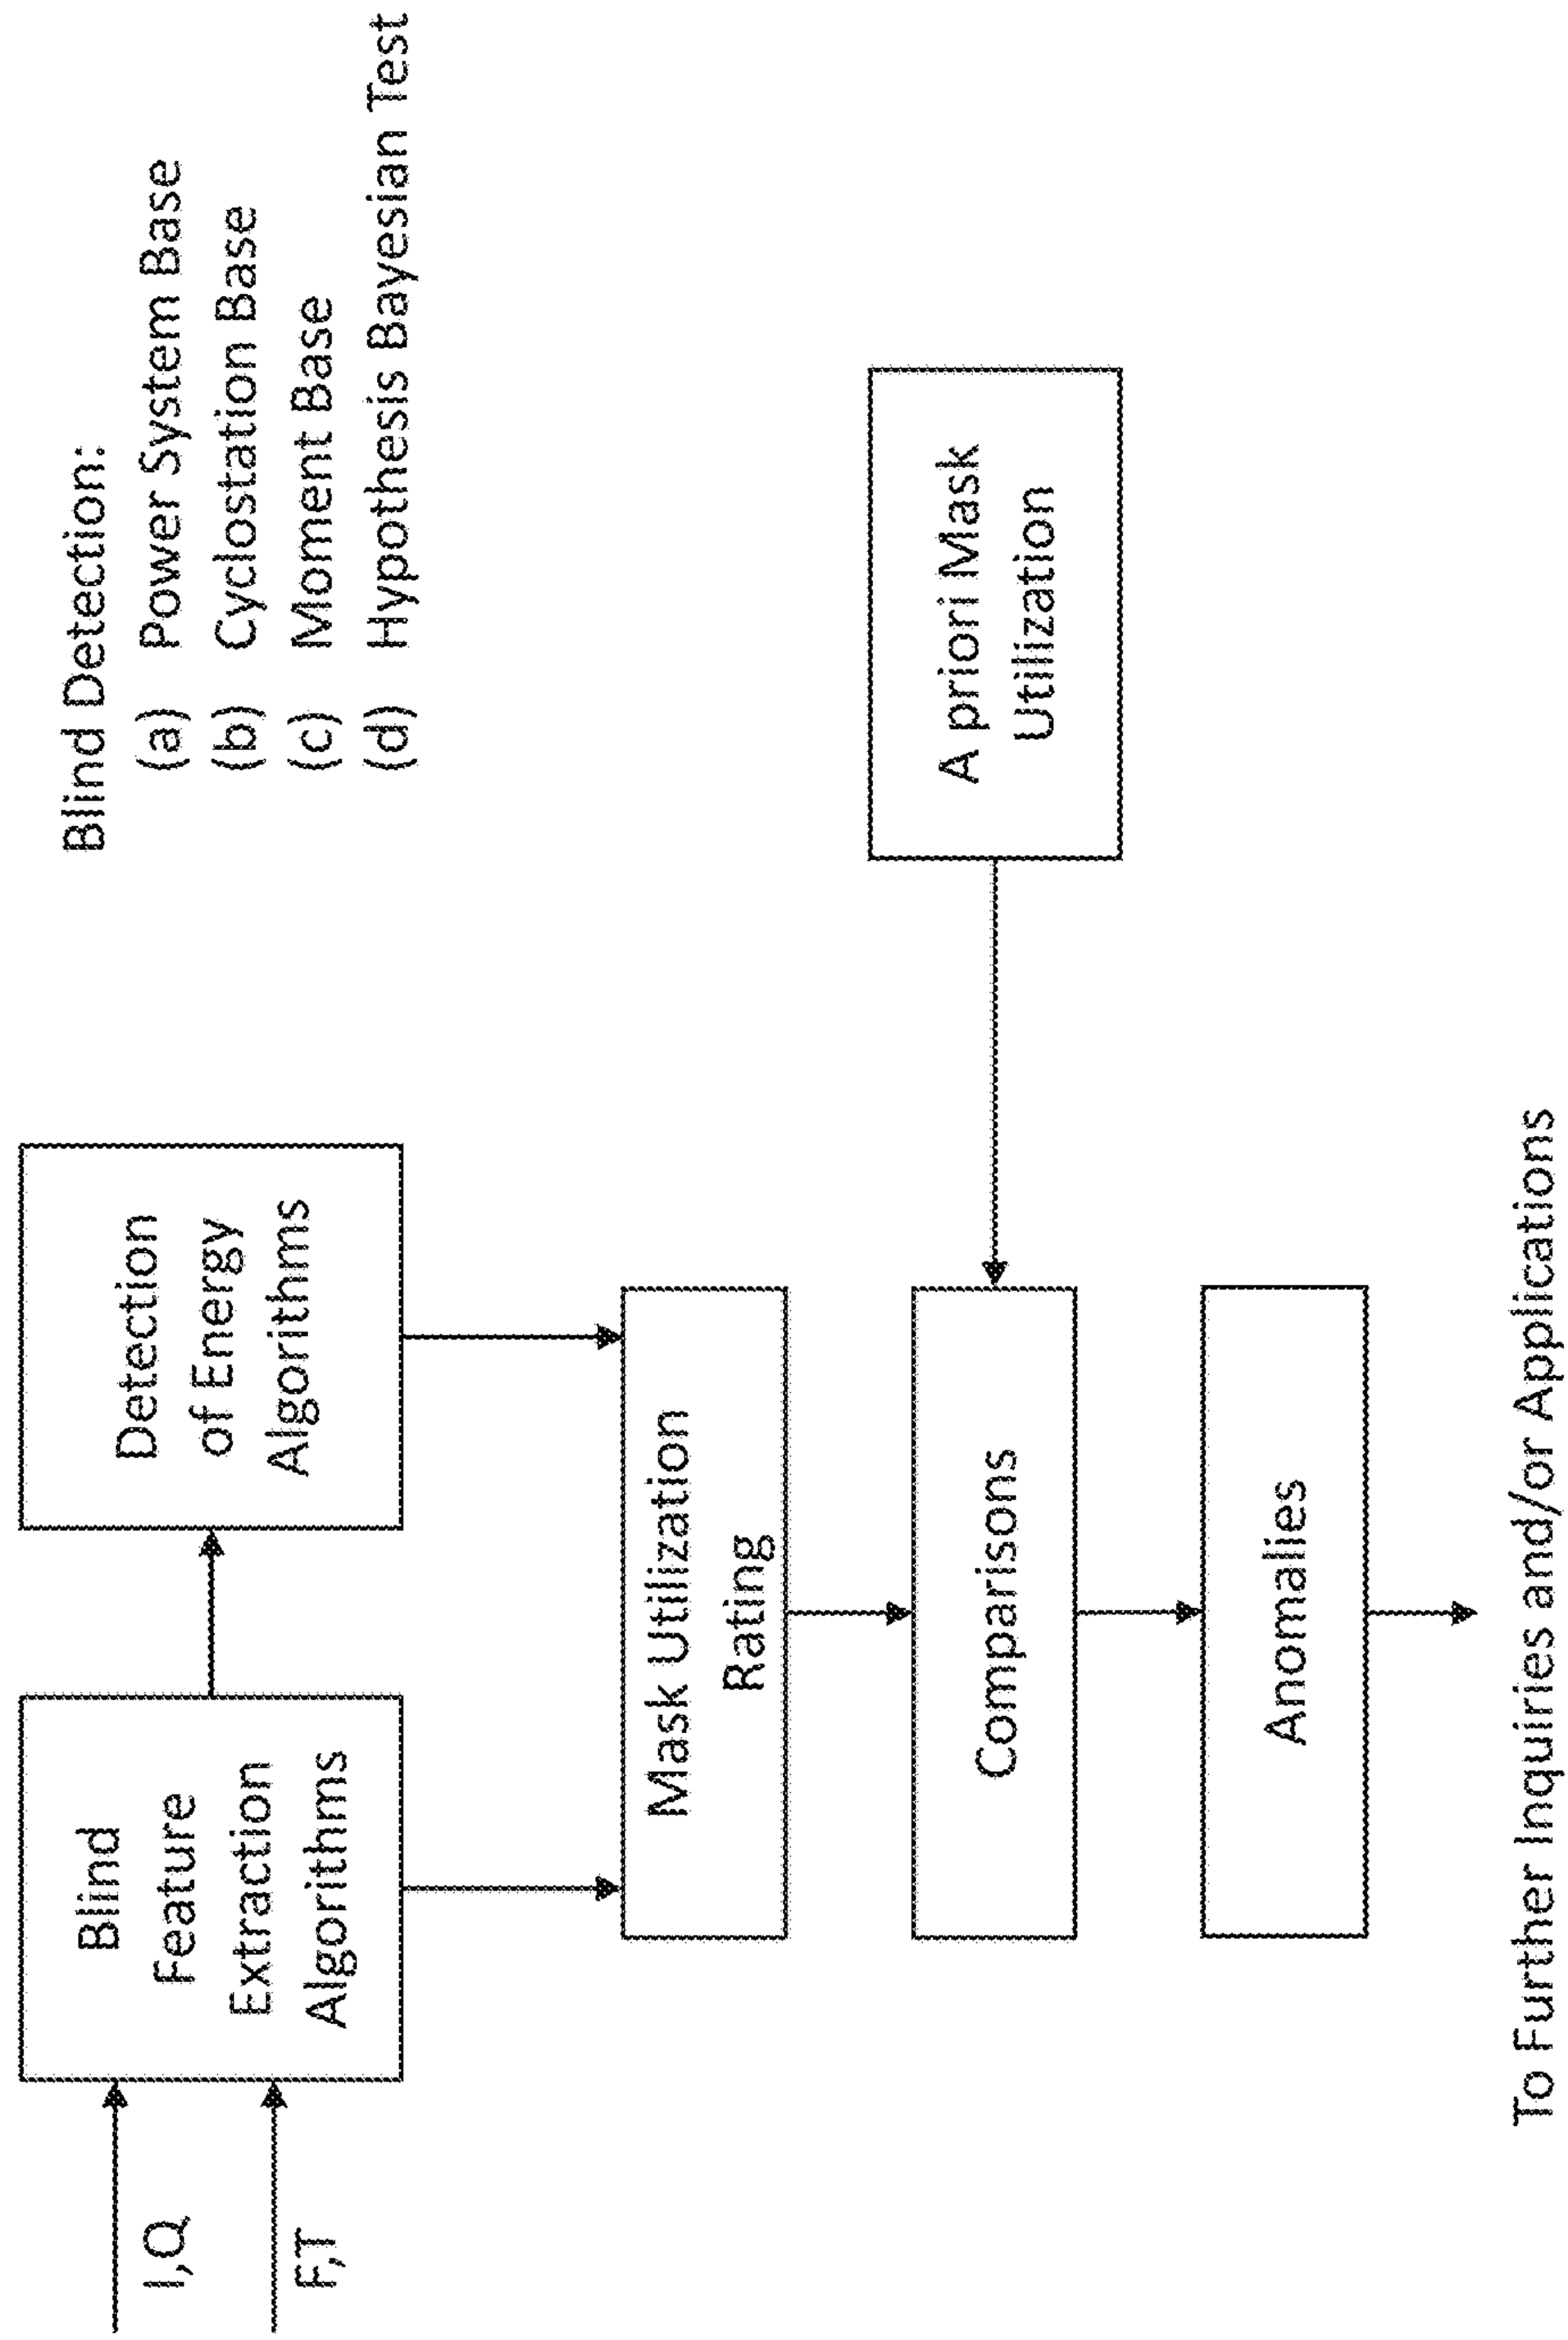 Blind Detection:
(a) Power System Base
(b) Cyclostation Base
(c) Moment Base
(d) Hypothesis Bayesian Test
I,Q
F,T
Blind
Feature
Extraction
Algorithms
Detection
of Energy
Algorithms
Mask Utilization
Rating
Comparisons
A priori Mask
Utilization
Anomalies
To Further Inquiries and/or Applications